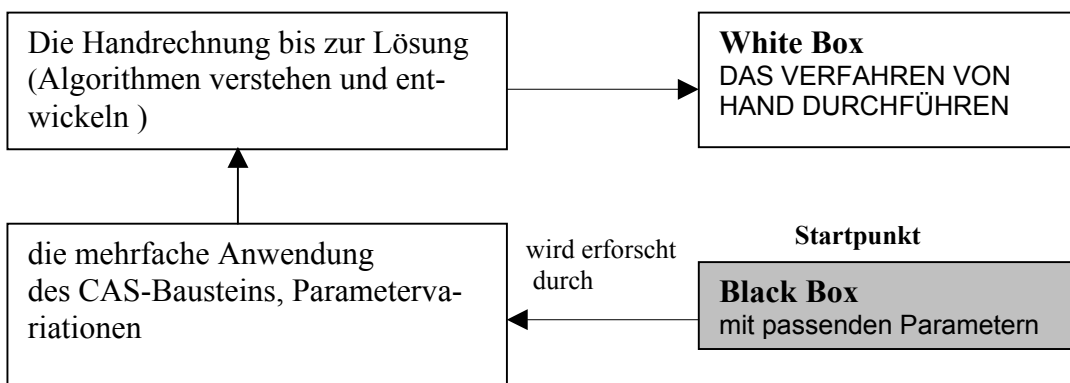 Die Handrechnung bis zur Lösung
(Algorithmen verstehen und ent-
wickeln )
White Box
DAS VERFAHREN VON
HAND DURCHFÜHREN
die mehrfache Anwendung
des CAS-Bausteins, Parameterva-
riationen
wird erforscht
durch
Startpunkt
Black Box
mit passenden Parametern